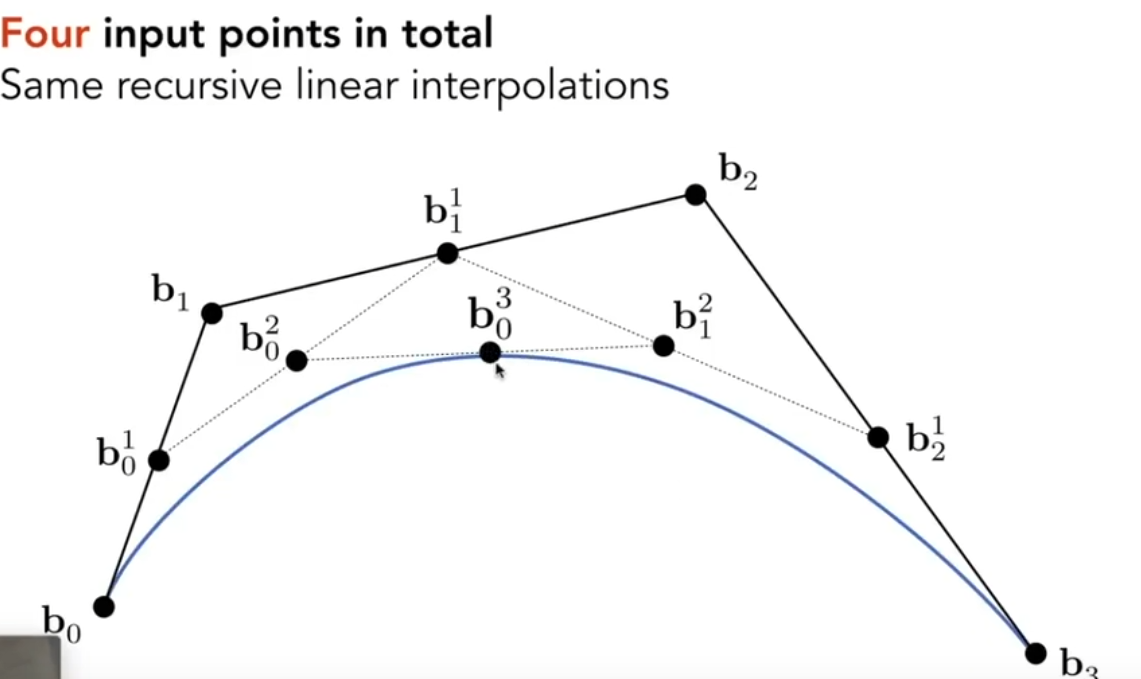 Four input points in total
Same recursive linear interpolations
b₂
b₁¹
b₁
b₀³
b₁²
b₀²
b₂¹
b₀¹
b₀
b₃